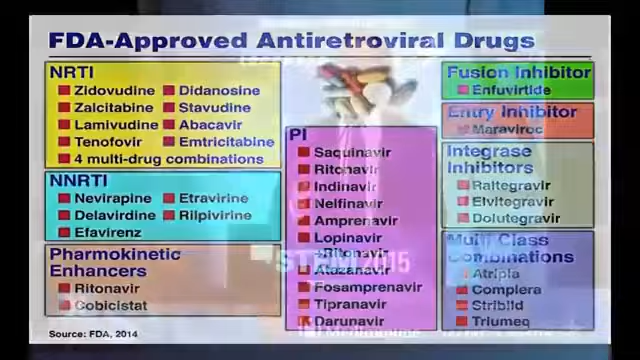 FDA-Approved Antiretroviral Drugs
NRTI
Zidovudine Didanosine
Zalcitabine Stavudine
Lamivudine Abacavir
Tenofovir Emtricitabine
4 multi-drug combinations
NNRTI
Nevirapine Etravirine
Delavirdine Rilpivirine
Efavirenz
Pharmokinetic
Enhancers
Ritonavir
Cobicistat
PI
Saquinavir
Ritonavir
Indinavir
Nelfinavir
Amprenavir
Lopinavir
+Ritonavir
Atazanavir
Fosamprenavir
Tipranavir
Darunavir
Fusion Inhibitor
Enfuvirtide
Entry Inhibitor
Maraviroc
Integrase
Inhibitors
Raltegravir
Elvitegravir
Dolutegravir
Multi Class
Combinations
Atripla
Complera
Stribild
Triumeq
STEM 2015
Source: FDA, 2014